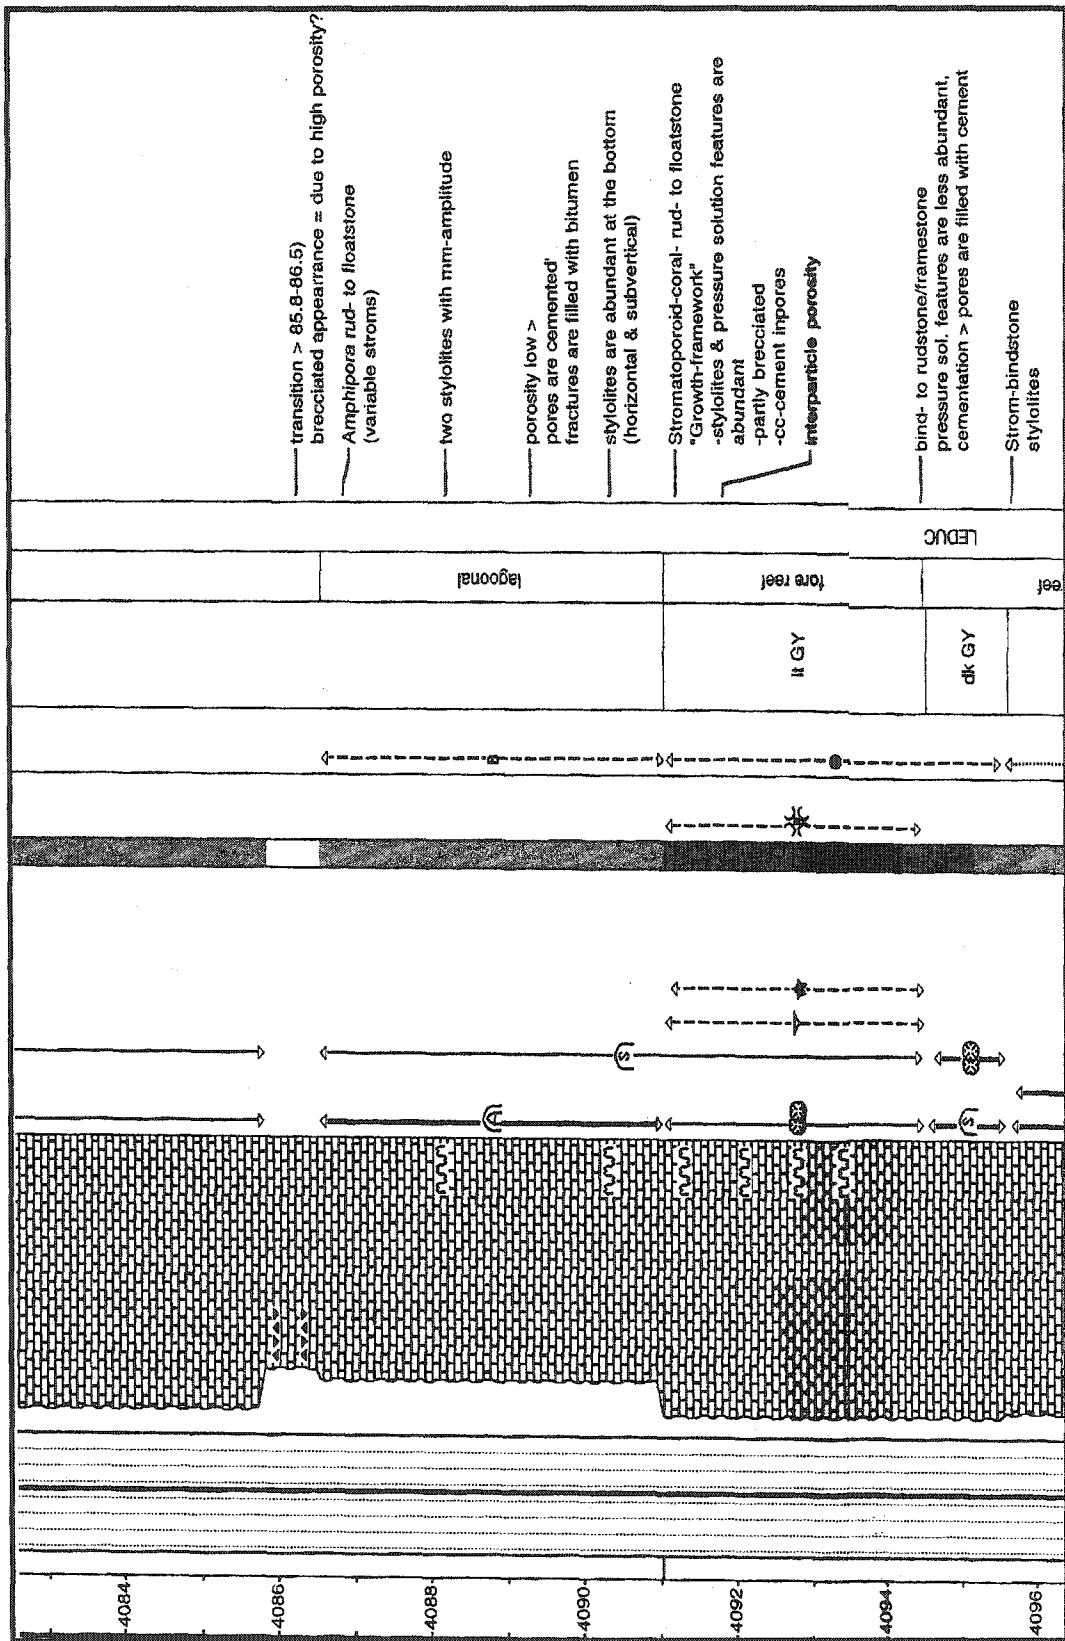 transition > 85.8-86.5)
brecciated appearrance = due to high porosity?
Amphipora rud- to floatstone
(variable stroms)
two stylolites with mm-amplitude
porosity low >
pores are cemented'
fractures are filled with bitumen
stylolites are abundant at the bottom
(horizontal & subvertical)
Stromatoporoid-coral- rud- to floatstone
"Growth-framework"
-stylolites & pressure solution features are
abundant
-partly brecciated
-cc-cement inpores
interparticle porosity
bind- to rudstone/framestone
pressure sol. features are less abundant,
cementation > pores are filled with cement
Strom-bindstone
stylolites
LEDUC
lagoonal
fore reef
eef
lt GY
dk GY
S
A
S
4084
4086
4088
4090
4092
4094
4096